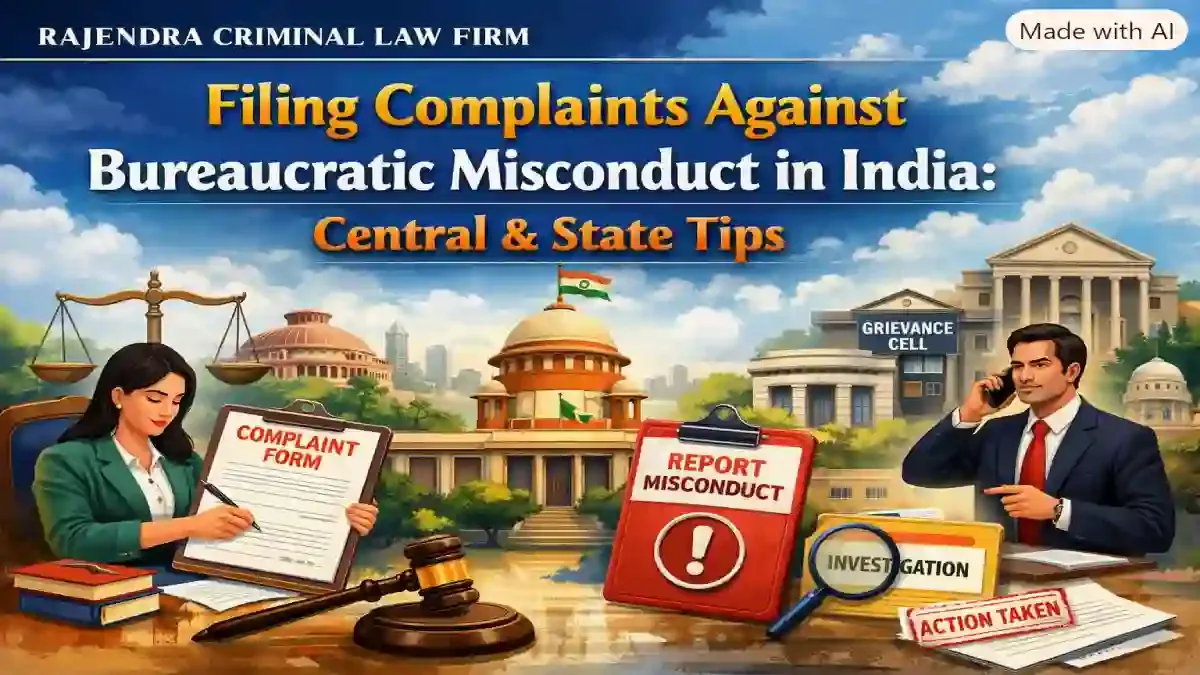 RAJENDRA CRIMINAL LAW FIRM
Made with AI
Filing Complaints Against
Bureaucratic Misconduct in India:
Central & State Tips
GRIEVANCE
CELL
COMPLAINT
FORM
REPORT
MISCONDUCT
!
INVESTIGATION
ACTION TAKEN